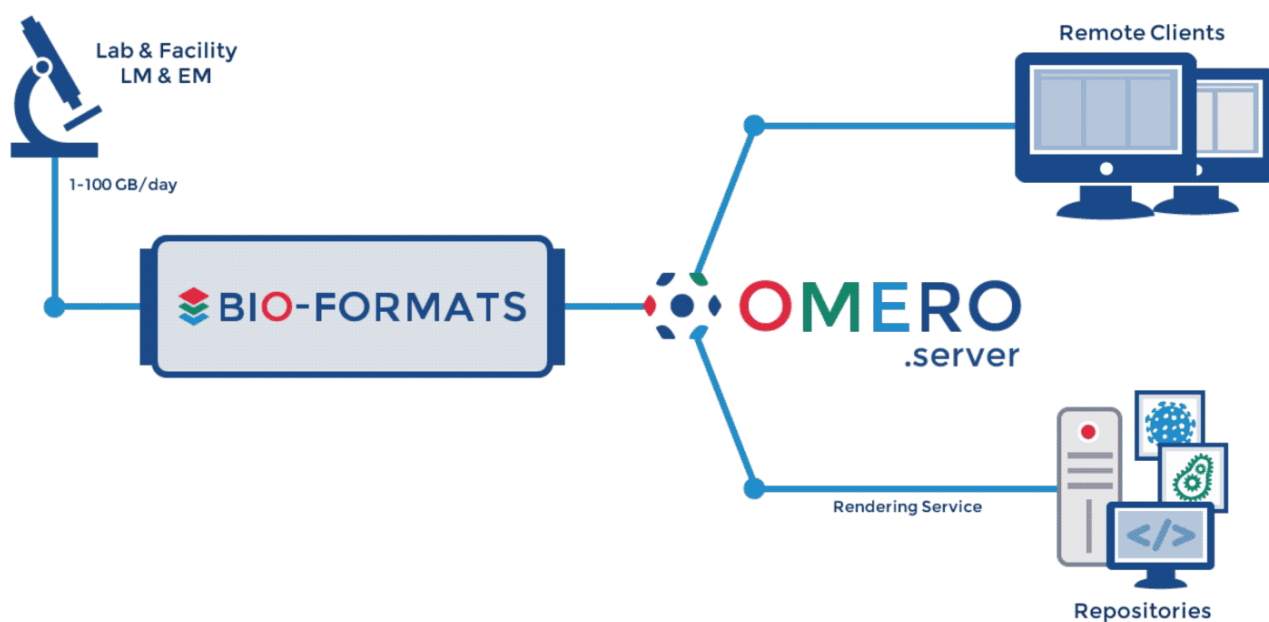 Lab & Facility
LM & EM
1-100 GB/day
BIO-FORMATS
Remote Clients
OMERO
.server
Rendering Service
</>
Repositories